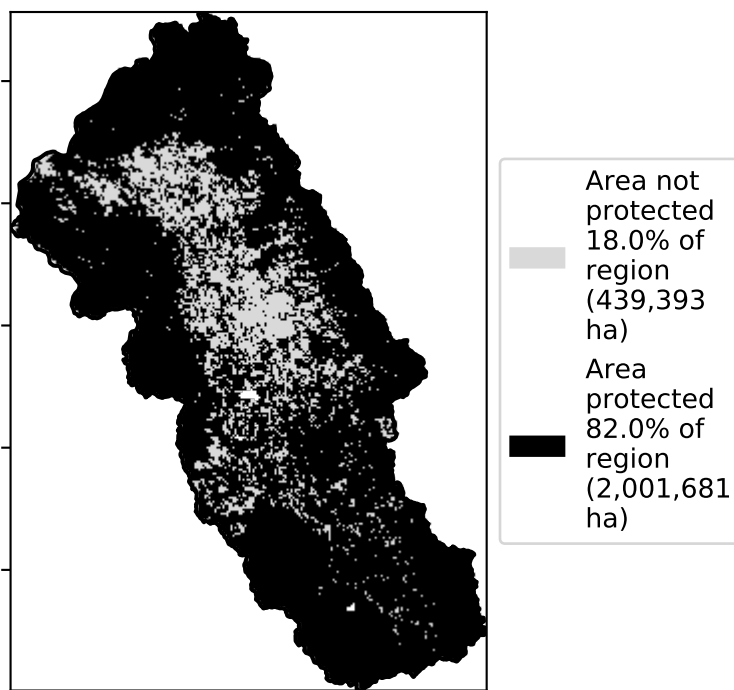 Area not
protected
18.0% of
region
(439,393
ha)
Area
protected
82.0% of
region
(2,001,681
ha)